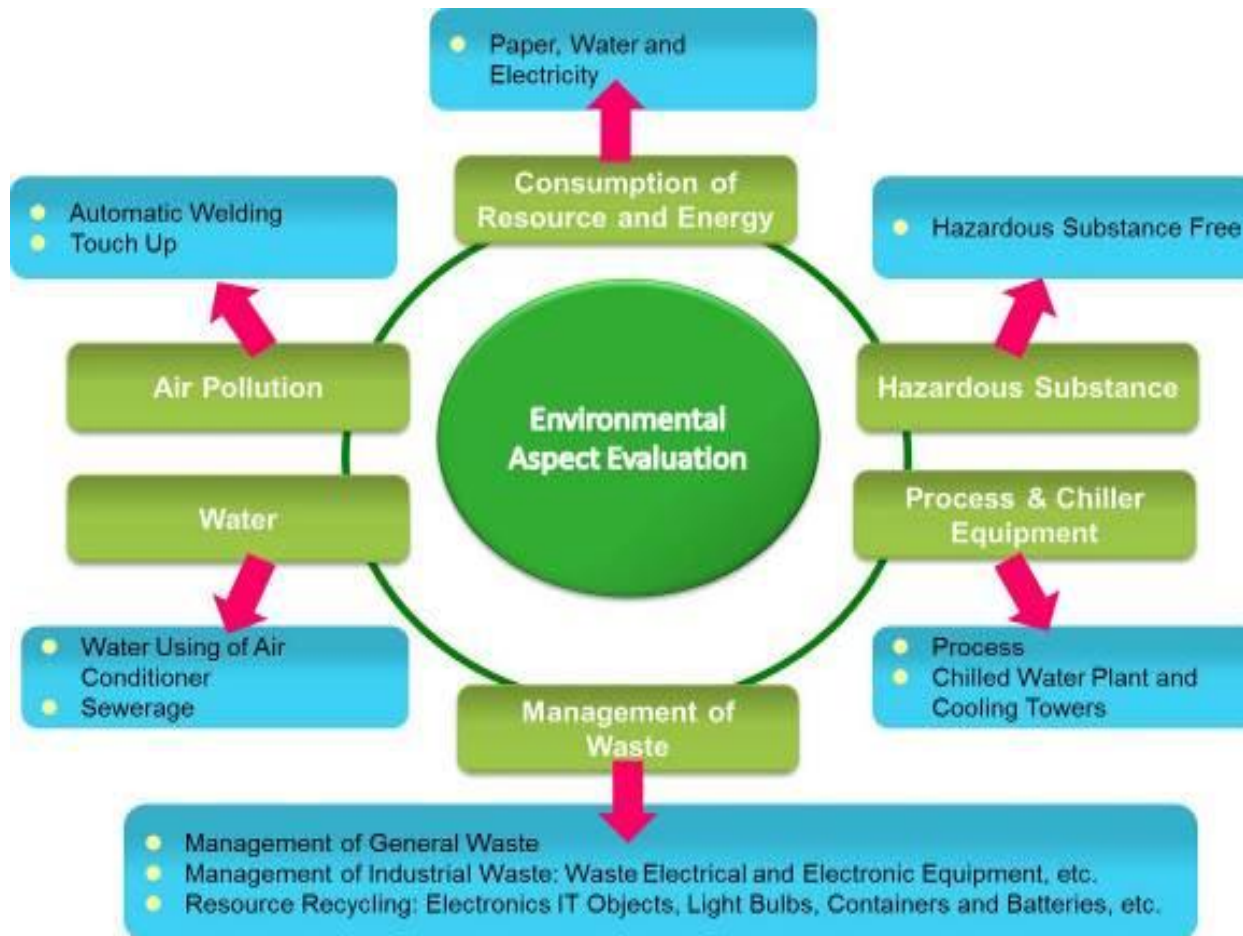 Paper, Water and
Electricity
Consumption of
Resource and Energy
Automatic Welding
Touch Up
Hazardous Substance Free
Air Pollution
Hazardous Substance
Environmental
Aspect Evaluation
Water
Process & Chiller
Equipment
Water Using of Air
Conditioner
Sewerage
Process
Chilled Water Plant and
Cooling Towers
Management of
Waste
Management of General Waste
Management of Industrial Waste: Waste Electrical and Electronic Equipment, etc.
Resource Recycling: Electronics IT Objects, Light Bulbs, Containers and Batteries, etc.